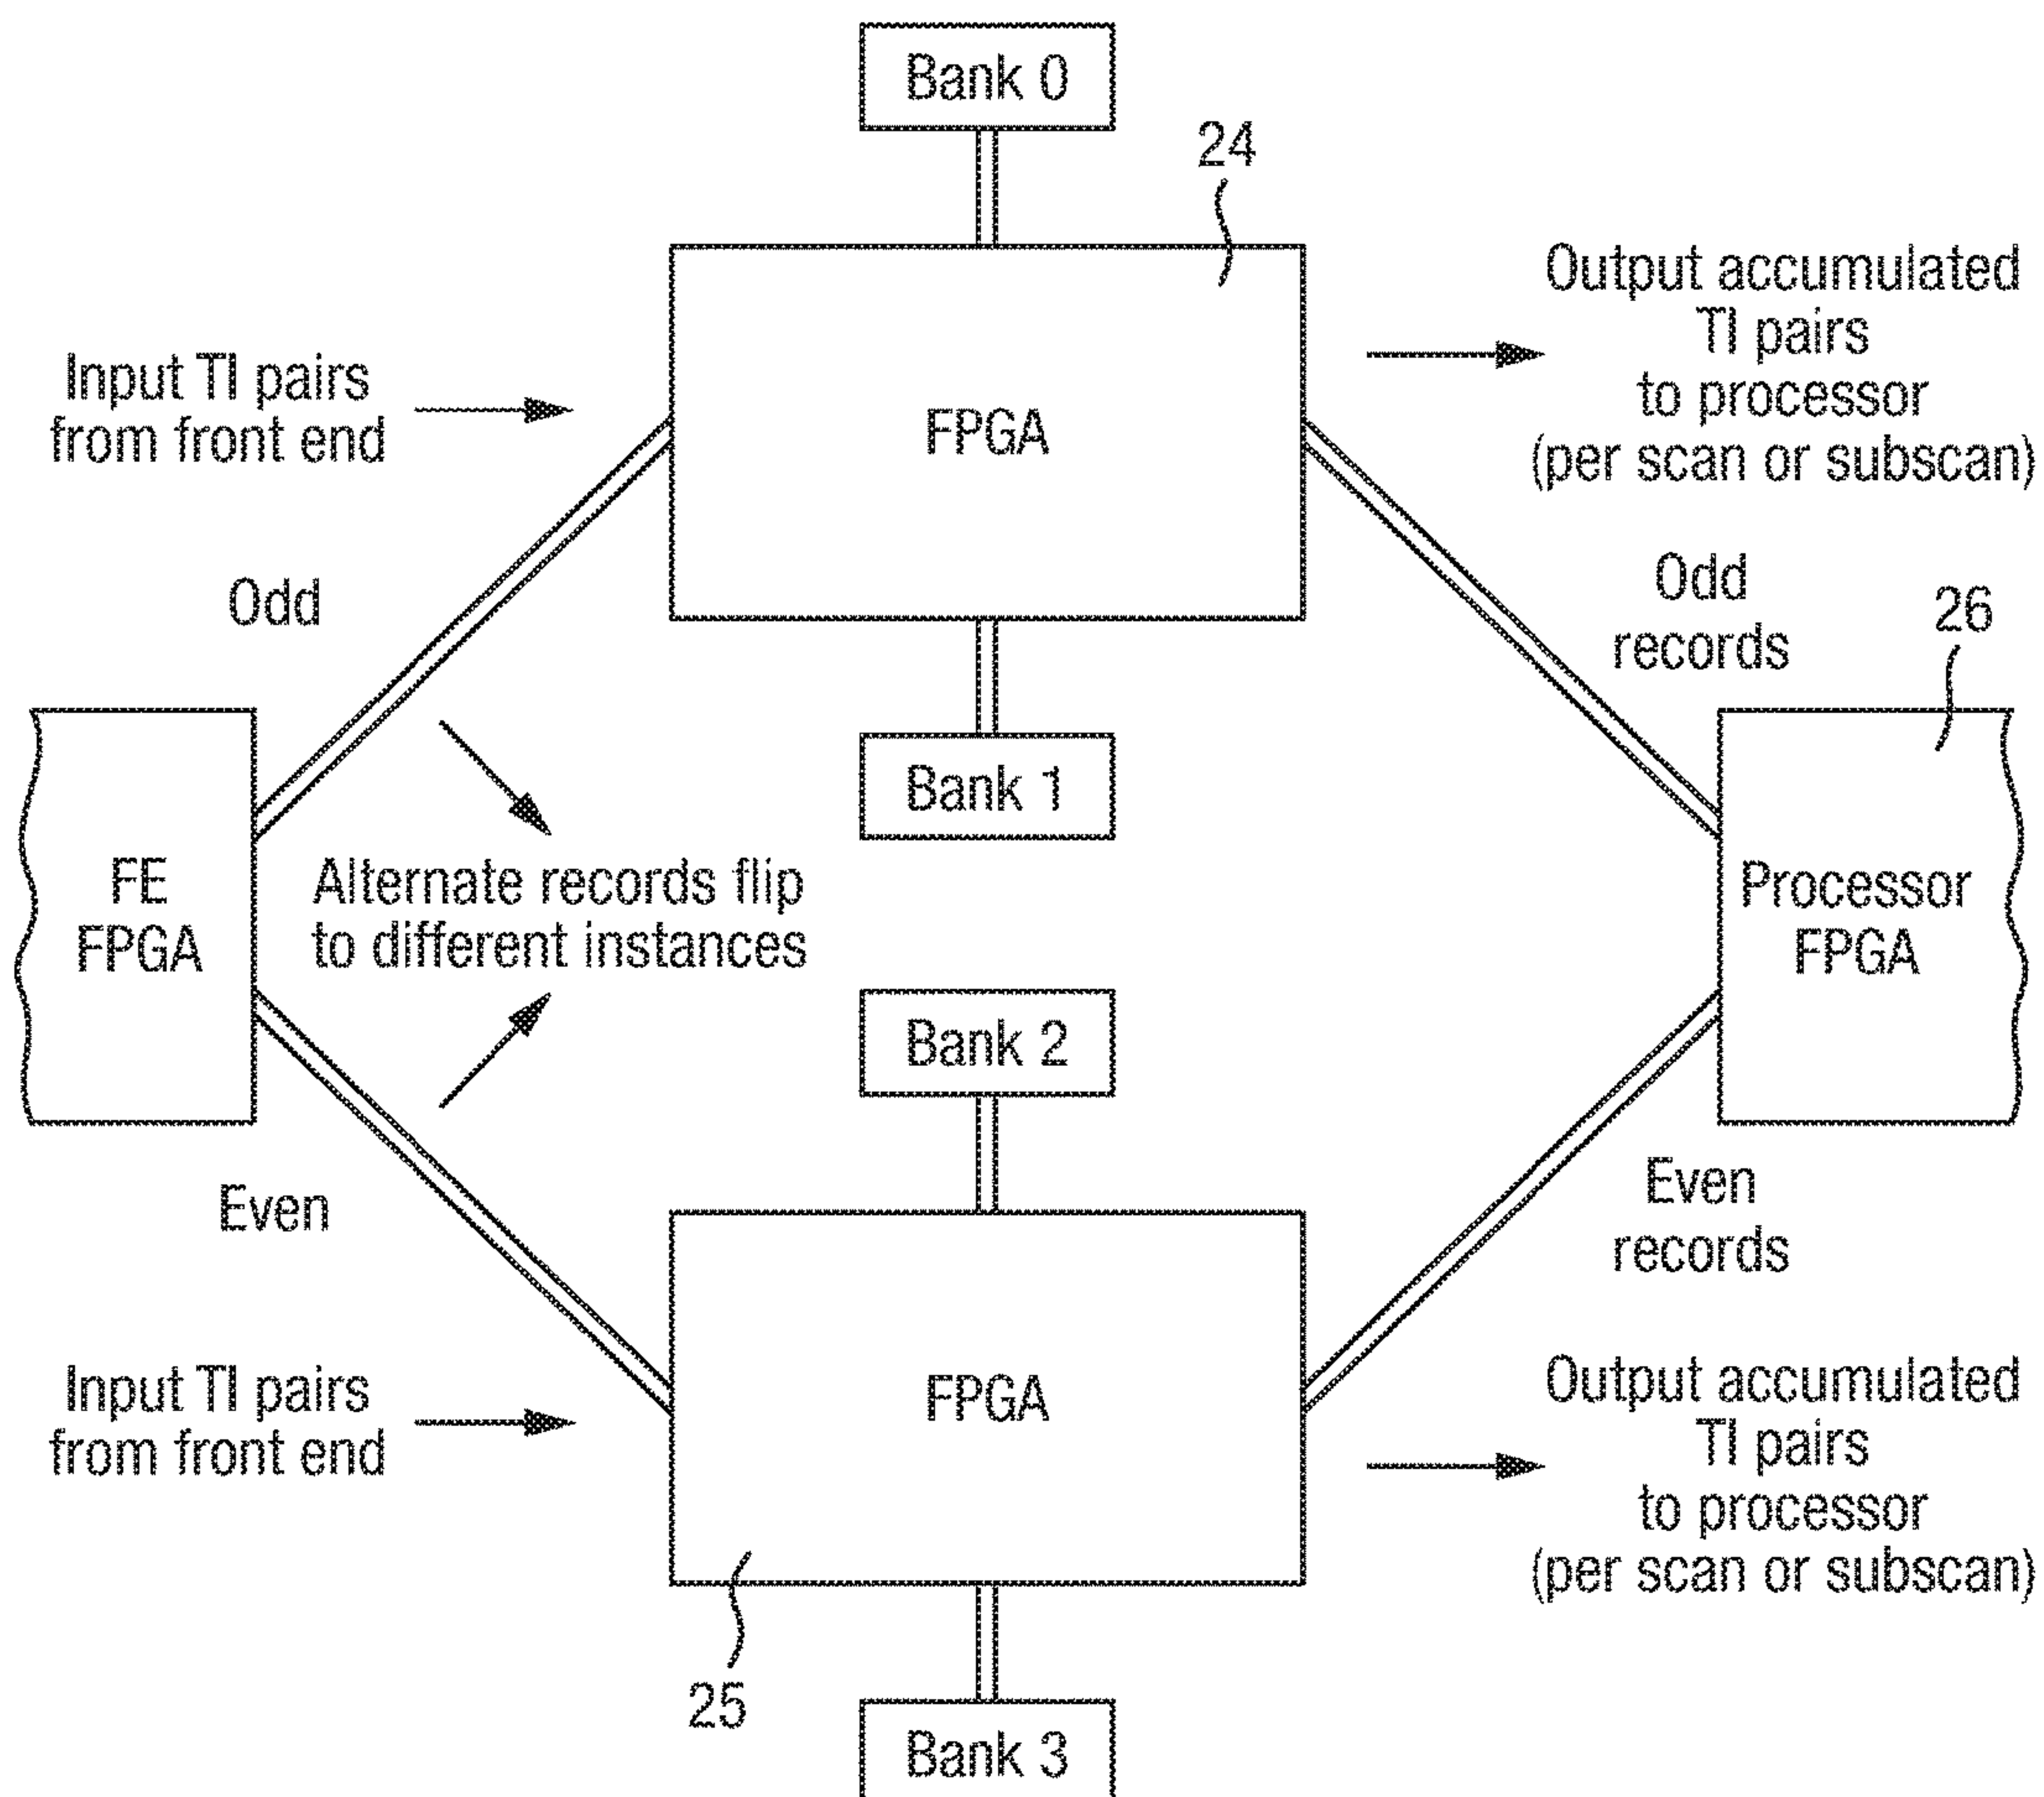 Bank 0
24
Input TI pairs
from front end
FPGA
Output accumulated
TI pairs
to processor
(per scan or subscan)
Odd
Odd
records
26
Bank 1
FE
FPGA
Alternate records flip
to different instances
Processor
FPGA
Bank 2
Even
Even
records
Input TI pairs
from front end
FPGA
Output accumulated
TI pairs
to processor
(per scan or subscan)
25
Bank 3